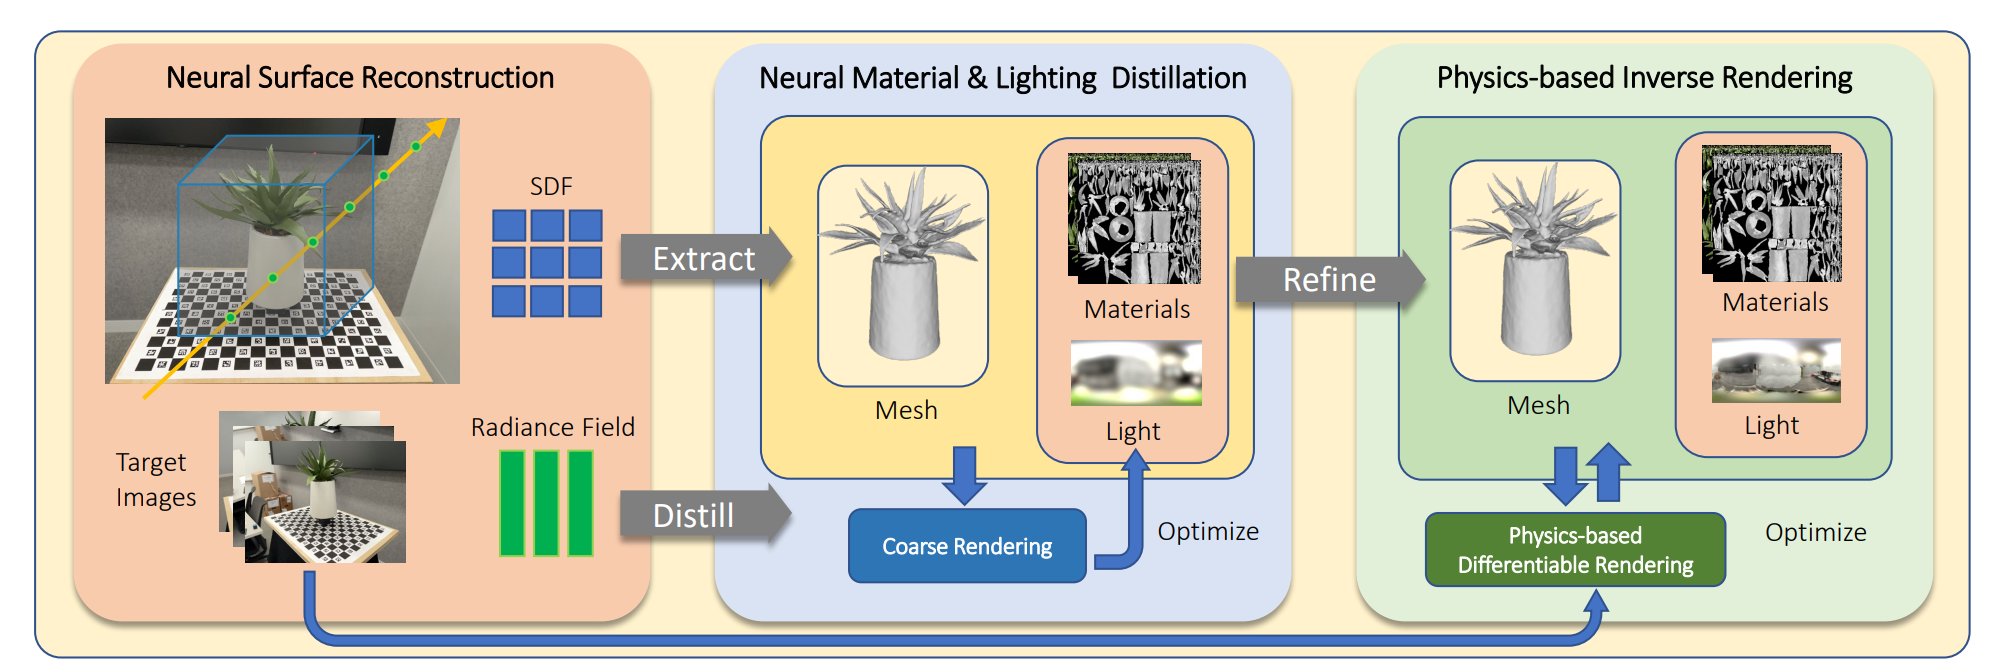 Neural Surface Reconstruction
SDF
Radiance Field
Target
Images
Extract
Distill
Neural Material & Lighting Distillation
Mesh
Materials
Light
Coarse Rendering
Optimize
Refine
Physics-based Inverse Rendering
Mesh
Materials
Light
Physics-based
Differentiable Rendering
Optimize